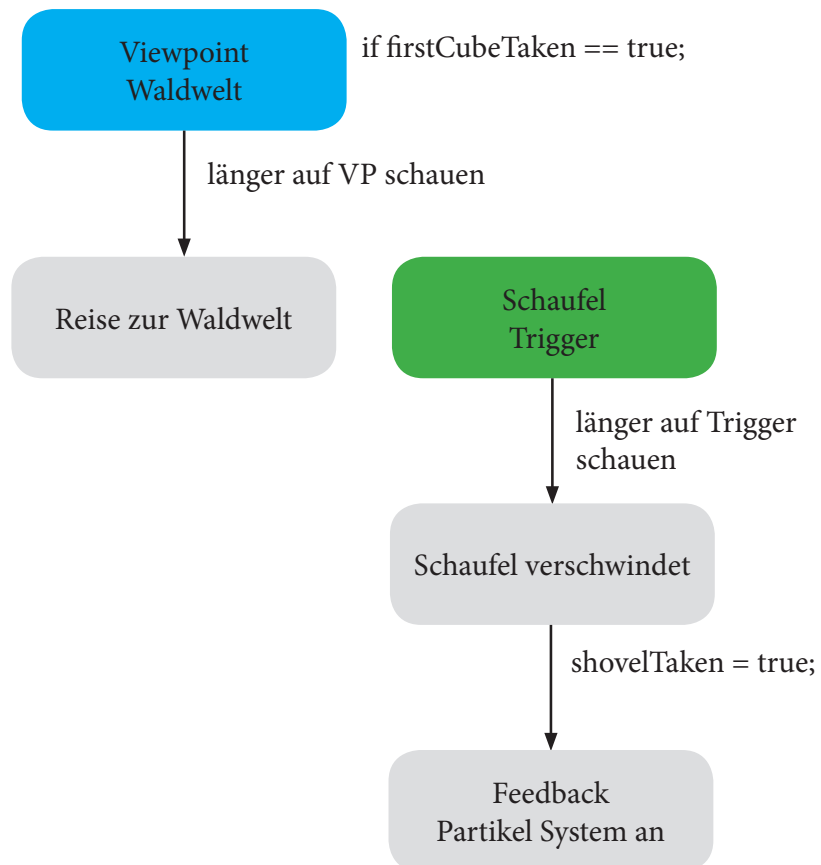 Viewpoint
Waldwelt
if firstCubeTaken == true;
länger auf VP schauen
Reise zur Waldwelt
Schaufel
Trigger
länger auf Trigger
schauen
Schaufel verschwindet
shovelTaken = true;
Feedback
Partikel System an